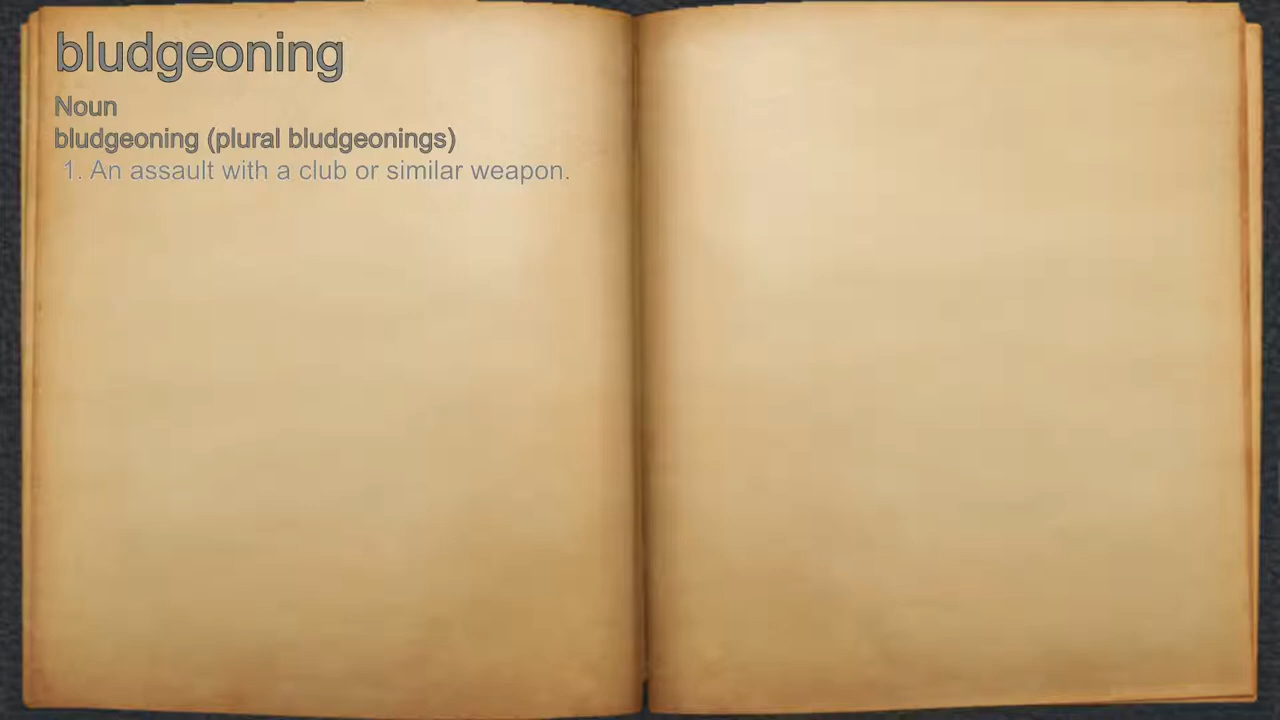 bludgeoning
Noun
bludgeoning (plural bludgeonings)
1. An assault with a club or similar weapon.